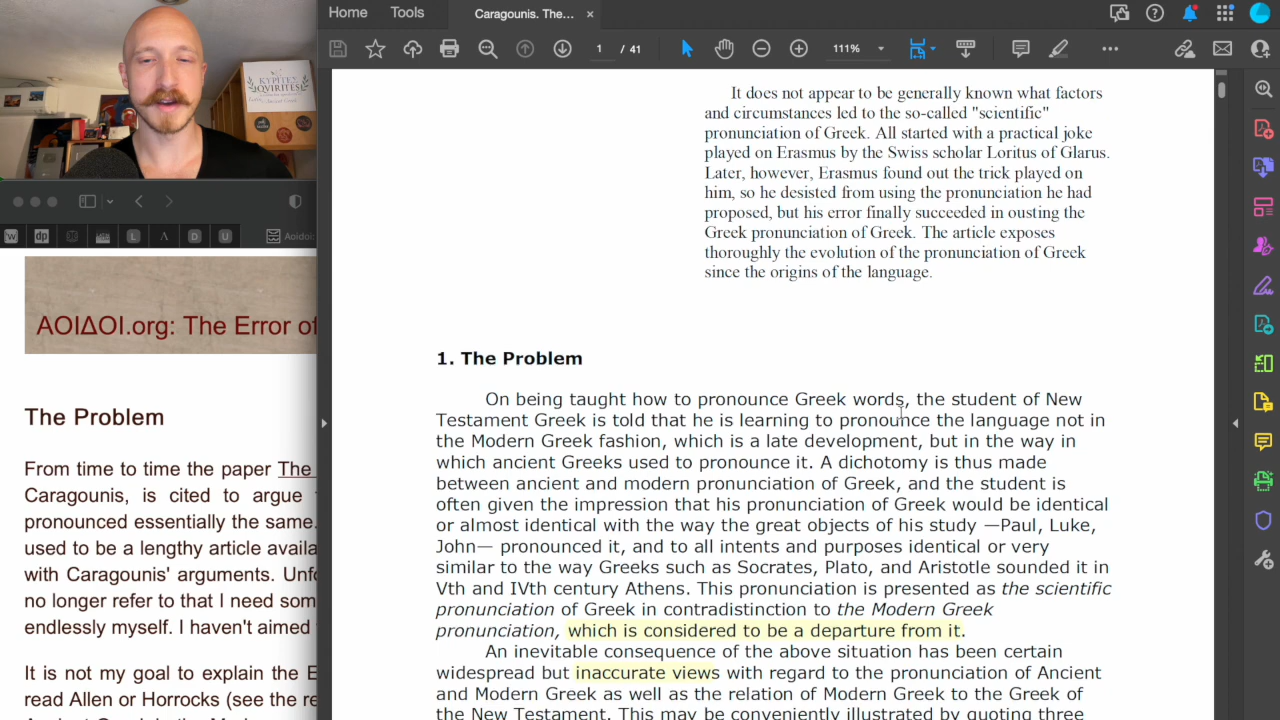 Home
Tools
Caragounis. The...
1
/ 41
111%
ΚΥΡΙΤΕΣ
QVIRITES
It does not appear to be generally known what factors
and circumstances led to the so-called "scientific"
pronunciation of Greek. All started with a practical joke
played on Erasmus by the Swiss scholar Loritus of Glarus.
Later, however, Erasmus found out the trick played on
him, so he desisted from using the pronunciation he had
proposed, but his error finally succeeded in ousting the
Greek pronunciation of Greek. The article exposes
thoroughly the evolution of the pronunciation of Greek
since the origins of the language.
1. The Problem
On being taught how to pronounce Greek words, the student of New
Testament Greek is told that he is learning to pronounce the language not in
the Modern Greek fashion, which is a late development, but in the way in
which ancient Greeks used to pronounce it. A dichotomy is thus made
between ancient and modern pronunciation of Greek, and the student is
often given the impression that his pronunciation of Greek would be identical
or almost identical with the way the great objects of his study —Paul, Luke,
John— pronounced it, and to all intents and purposes identical or very
similar to the way Greeks such as Socrates, Plato, and Aristotle sounded it in
Vth and IVth century Athens. This pronunciation is presented as the scientific
pronunciation of Greek in contradistinction to the Modern Greek
pronunciation, which is considered to be a departure from it.
An inevitable consequence of the above situation has been certain
widespread but inaccurate views with regard to the pronunciation of Ancient
and Modern Greek as well as the relation of Modern Greek to the Greek of
the New Testament. This may be conveniently illustrated by quoting three
W
dp
L
Λ
D
U
Aoidoi
ΑΟΙΔΟΙ.org: The Error of
The Problem
From time to time the paper The
Caragounis, is cited to argue
pronounced essentially the same.
used to be a lengthy article availa
with Caragounis' arguments. Unfo
no longer refer to that I need som
endlessly myself. I haven't aimed
It is not my goal to explain the E
read Allen or Horrocks (see the re